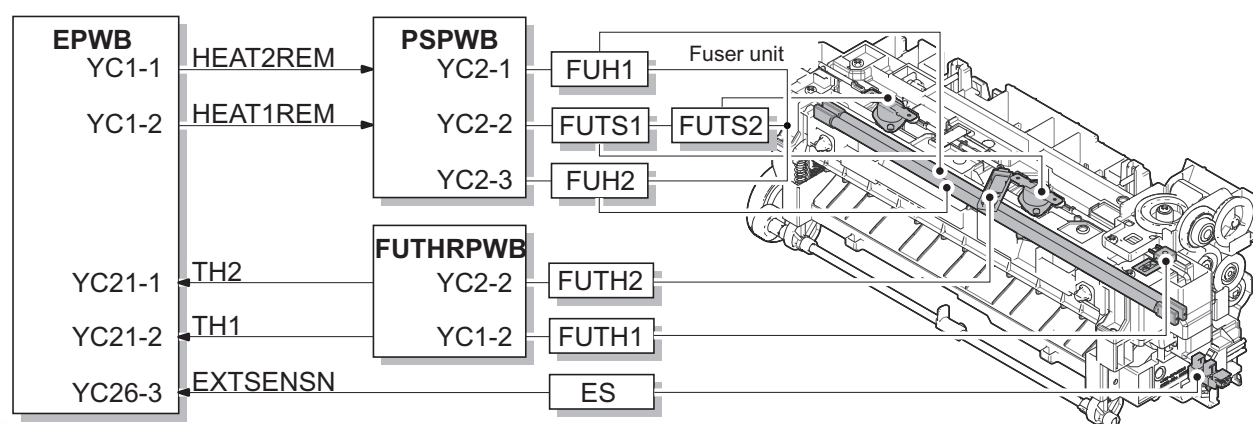 EPWB
YC1-1
HEAT2REM
YC1-2
HEAT1REM
PSPWB
YC2-1
YC2-2
YC2-3
FUH1
FUTS1
FUTS2
FUH2
Fuser unit
FUTHRPWB
YC21-1
TH2
YC2-2
FUTH2
YC21-2
TH1
YC1-2
FUTH1
YC26-3
EXTSENSN
ES